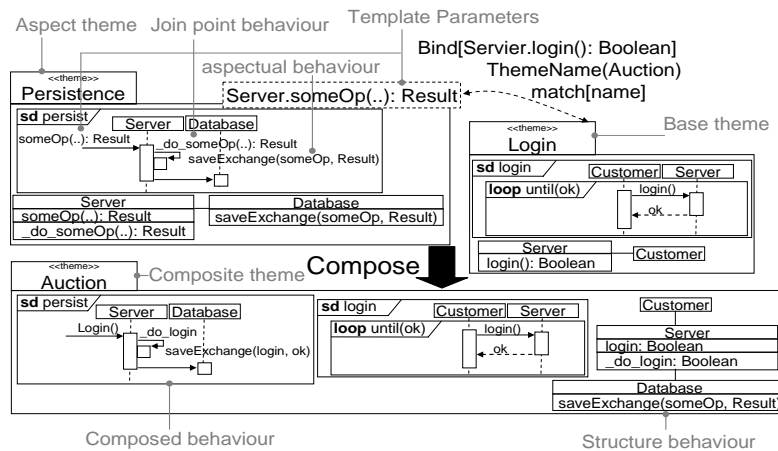 Aspect theme
Join point behaviour
Template Parameters
aspectual behaviour
Bind[Servier.login(): Boolean]
ThemeName(Auction)
match[name]
<<theme>>
Persistence
Server.someOp(..): Result
sd persist
Server
Database
someOp(..): Result
_do_someOp(..): Result
saveExchange(someOp, Result)
Server
someOp(..): Result
_do_someOp(..): Result
Database
saveExchange(someOp, Result)
Base theme
<<theme>>
Login
sd login
Customer
Server
loop until(ok)
login()
ok
Server
login(): Boolean
Customer
Compose
Composite theme
<<theme>>
Auction
sd persist
Server
Database
Login()
_do_login
saveExchange(login, ok)
sd login
Customer
Server
loop until(ok)
login()
ok
Customer
Server
login: Boolean
_do_login: Boolean
Database
saveExchange(someOp, Result)
Composed behaviour
Structure behaviour